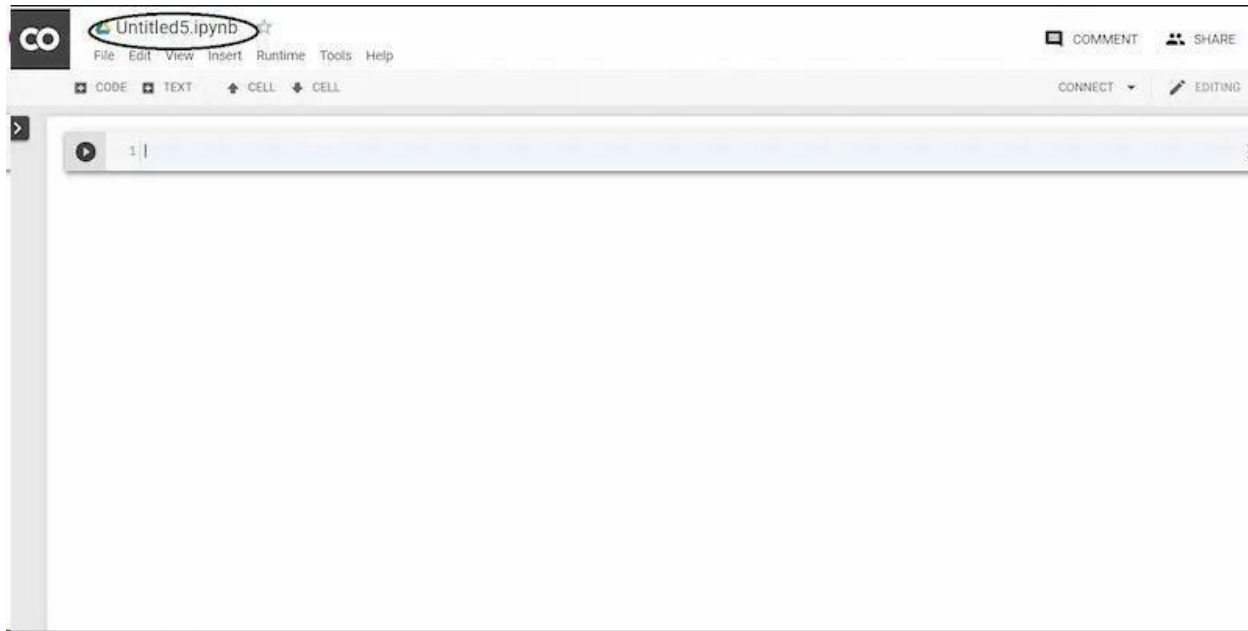 CO
Untitled5.ipynb
COMMENT SHARE
File Edit View Insert Runtime Tools Help
CODE TEXT CELL CELL
CONNECT EDITING
1